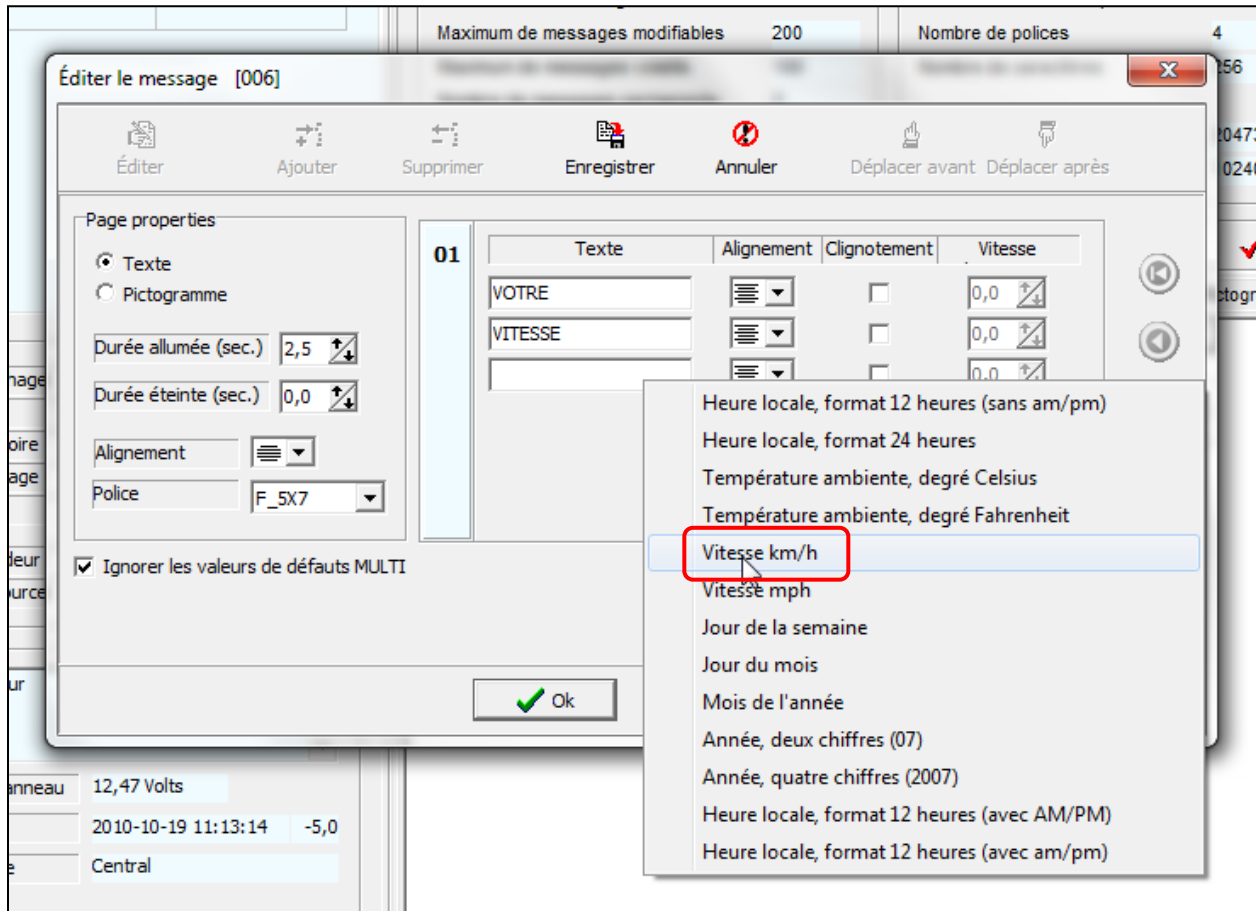 Maximum de messages modifiables 200 Nombre de polices 4
Éditer le message [006]
256
Éditer Ajouter Supprimer Enregistrer Annuler Déplacer avant Déplacer après
2047
0240
Page properties
Texte
Pictogramme
Durée allumée (sec.) 2,5
Durée éteinte (sec.) 0,0
Alignement
Police F_5X7
Ignorer les valeurs de défauts MULTI
01
Texte Alignement Clignotement Vitesse
VOTRE 0,0
VITESSE 0,0
0,0
Heure locale, format 12 heures (sans am/pm)
Heure locale, format 24 heures
Température ambiente, degré Celsius
Température ambiente, degré Fahrenheit
Vitesse km/h
Vitesse mph
Jour de la semaine
Jour du mois
Mois de l'année
Année, deux chiffres (07)
Année, quatre chiffres (2007)
Heure locale, format 12 heures (avec AM/PM)
Heure locale, format 12 heures (avec am/pm)
Ok
anneau 12,47 Volts
2010-10-19 11:13:14 -5,0
Central